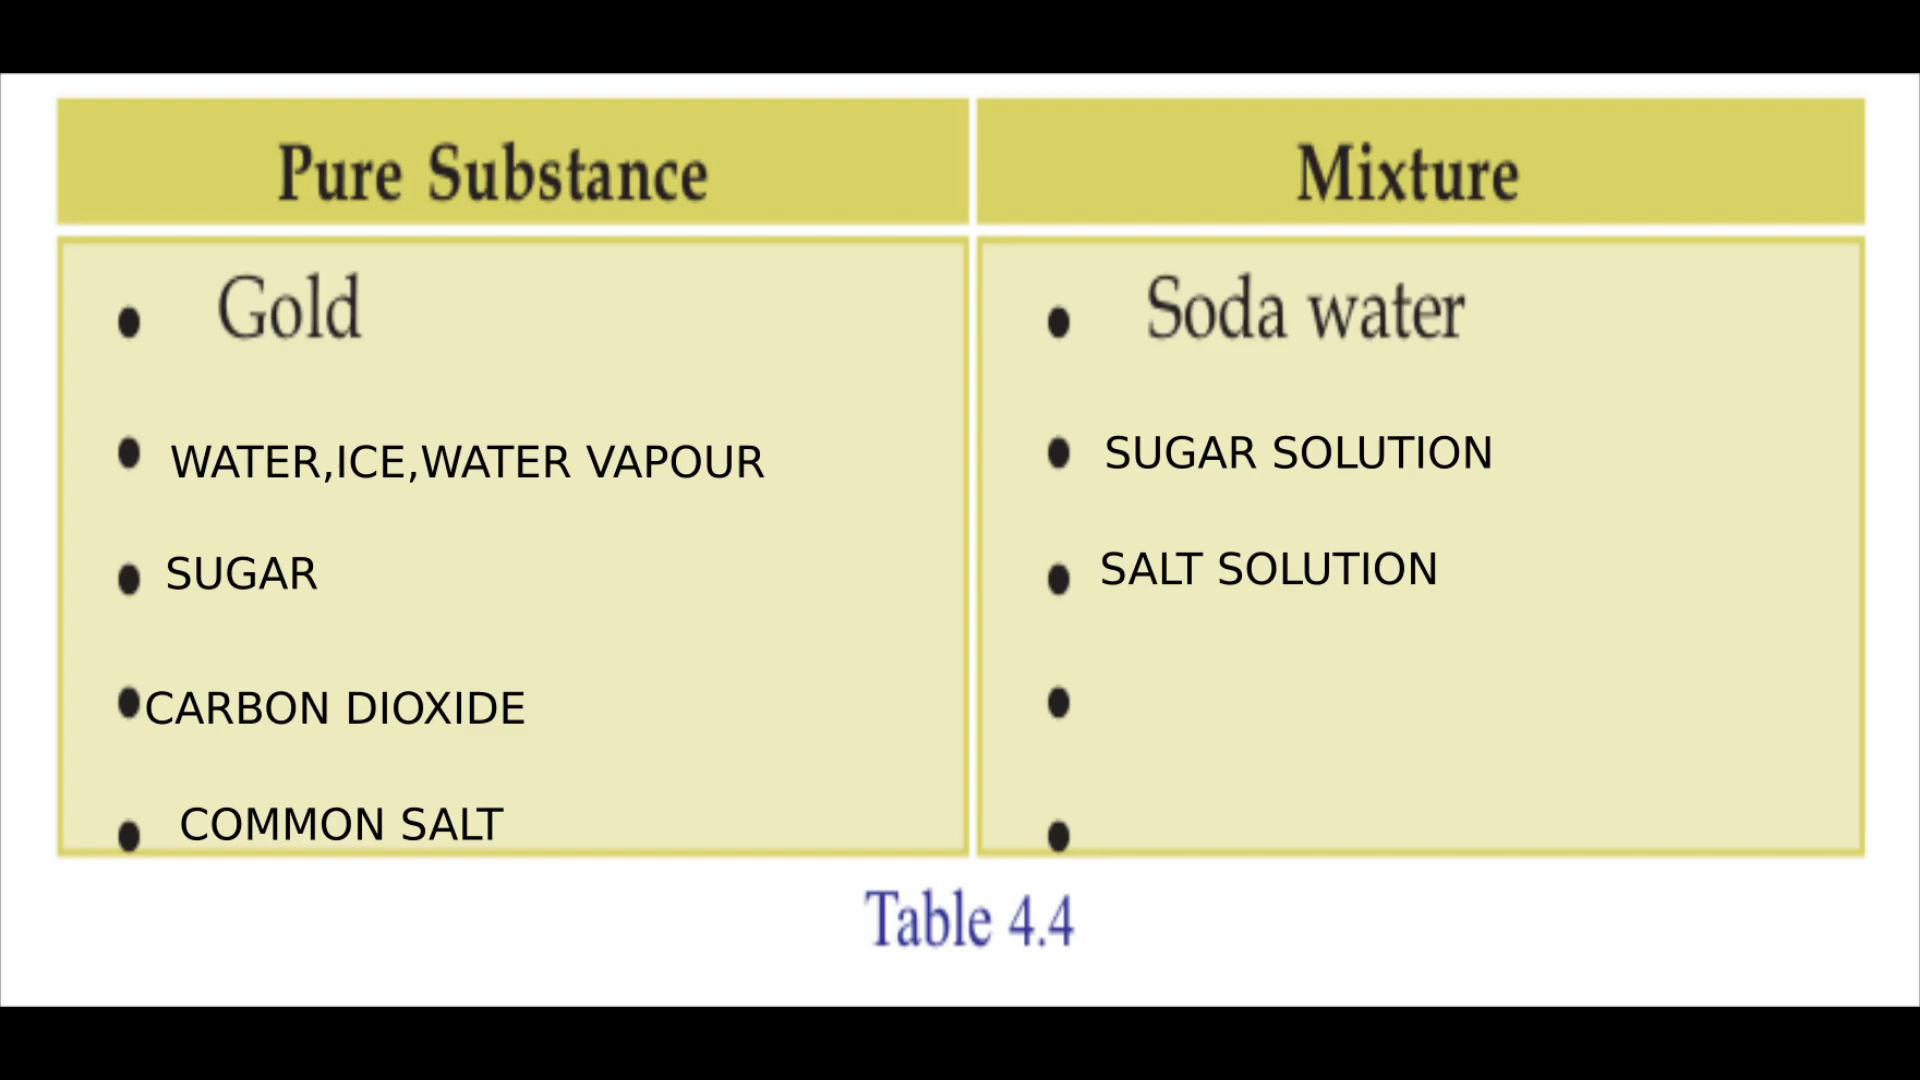 Pure Substance
Mixture
• Gold
• WATER,ICE,WATER VAPOUR
• SUGAR
• CARBON DIOXIDE
• COMMON SALT
• Soda water
• SUGAR SOLUTION
• SALT SOLUTION
•
•
Table 4.4